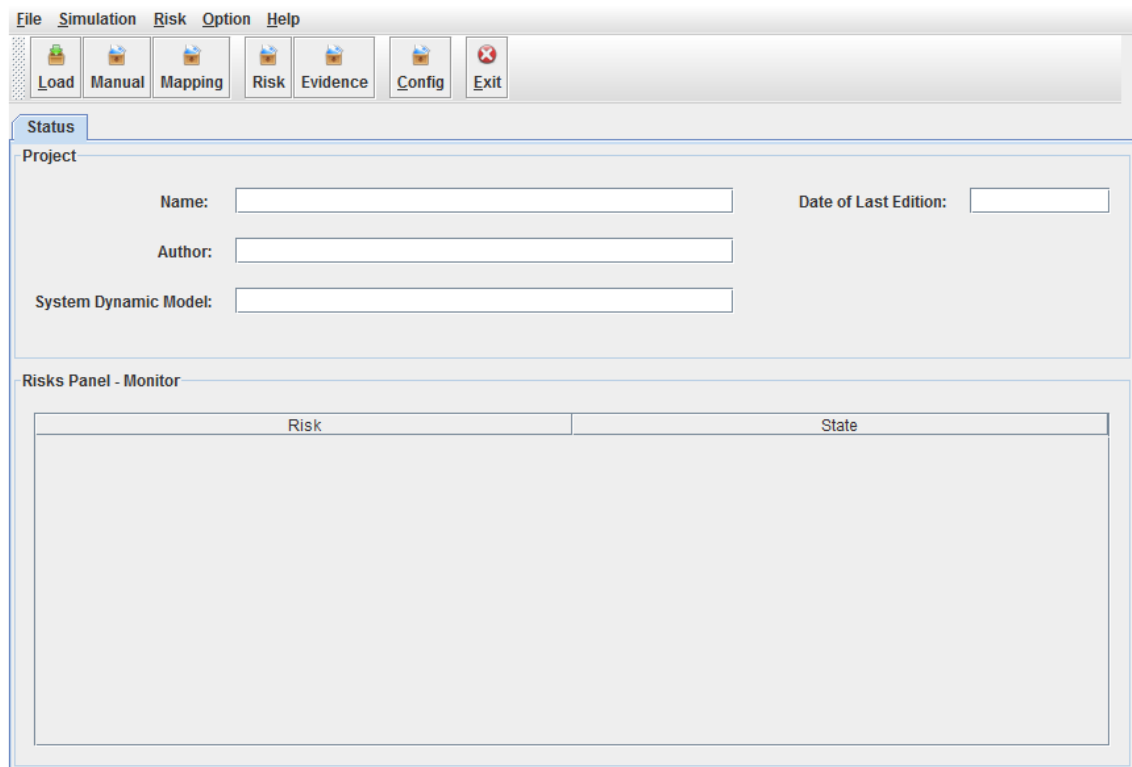 File Simulation Risk Option Help
Load Manual Mapping Risk Evidence Config Exit
Status
Project
Name: Date of Last Edition:
Author:
System Dynamic Model:
Risks Panel - Monitor
Risk State